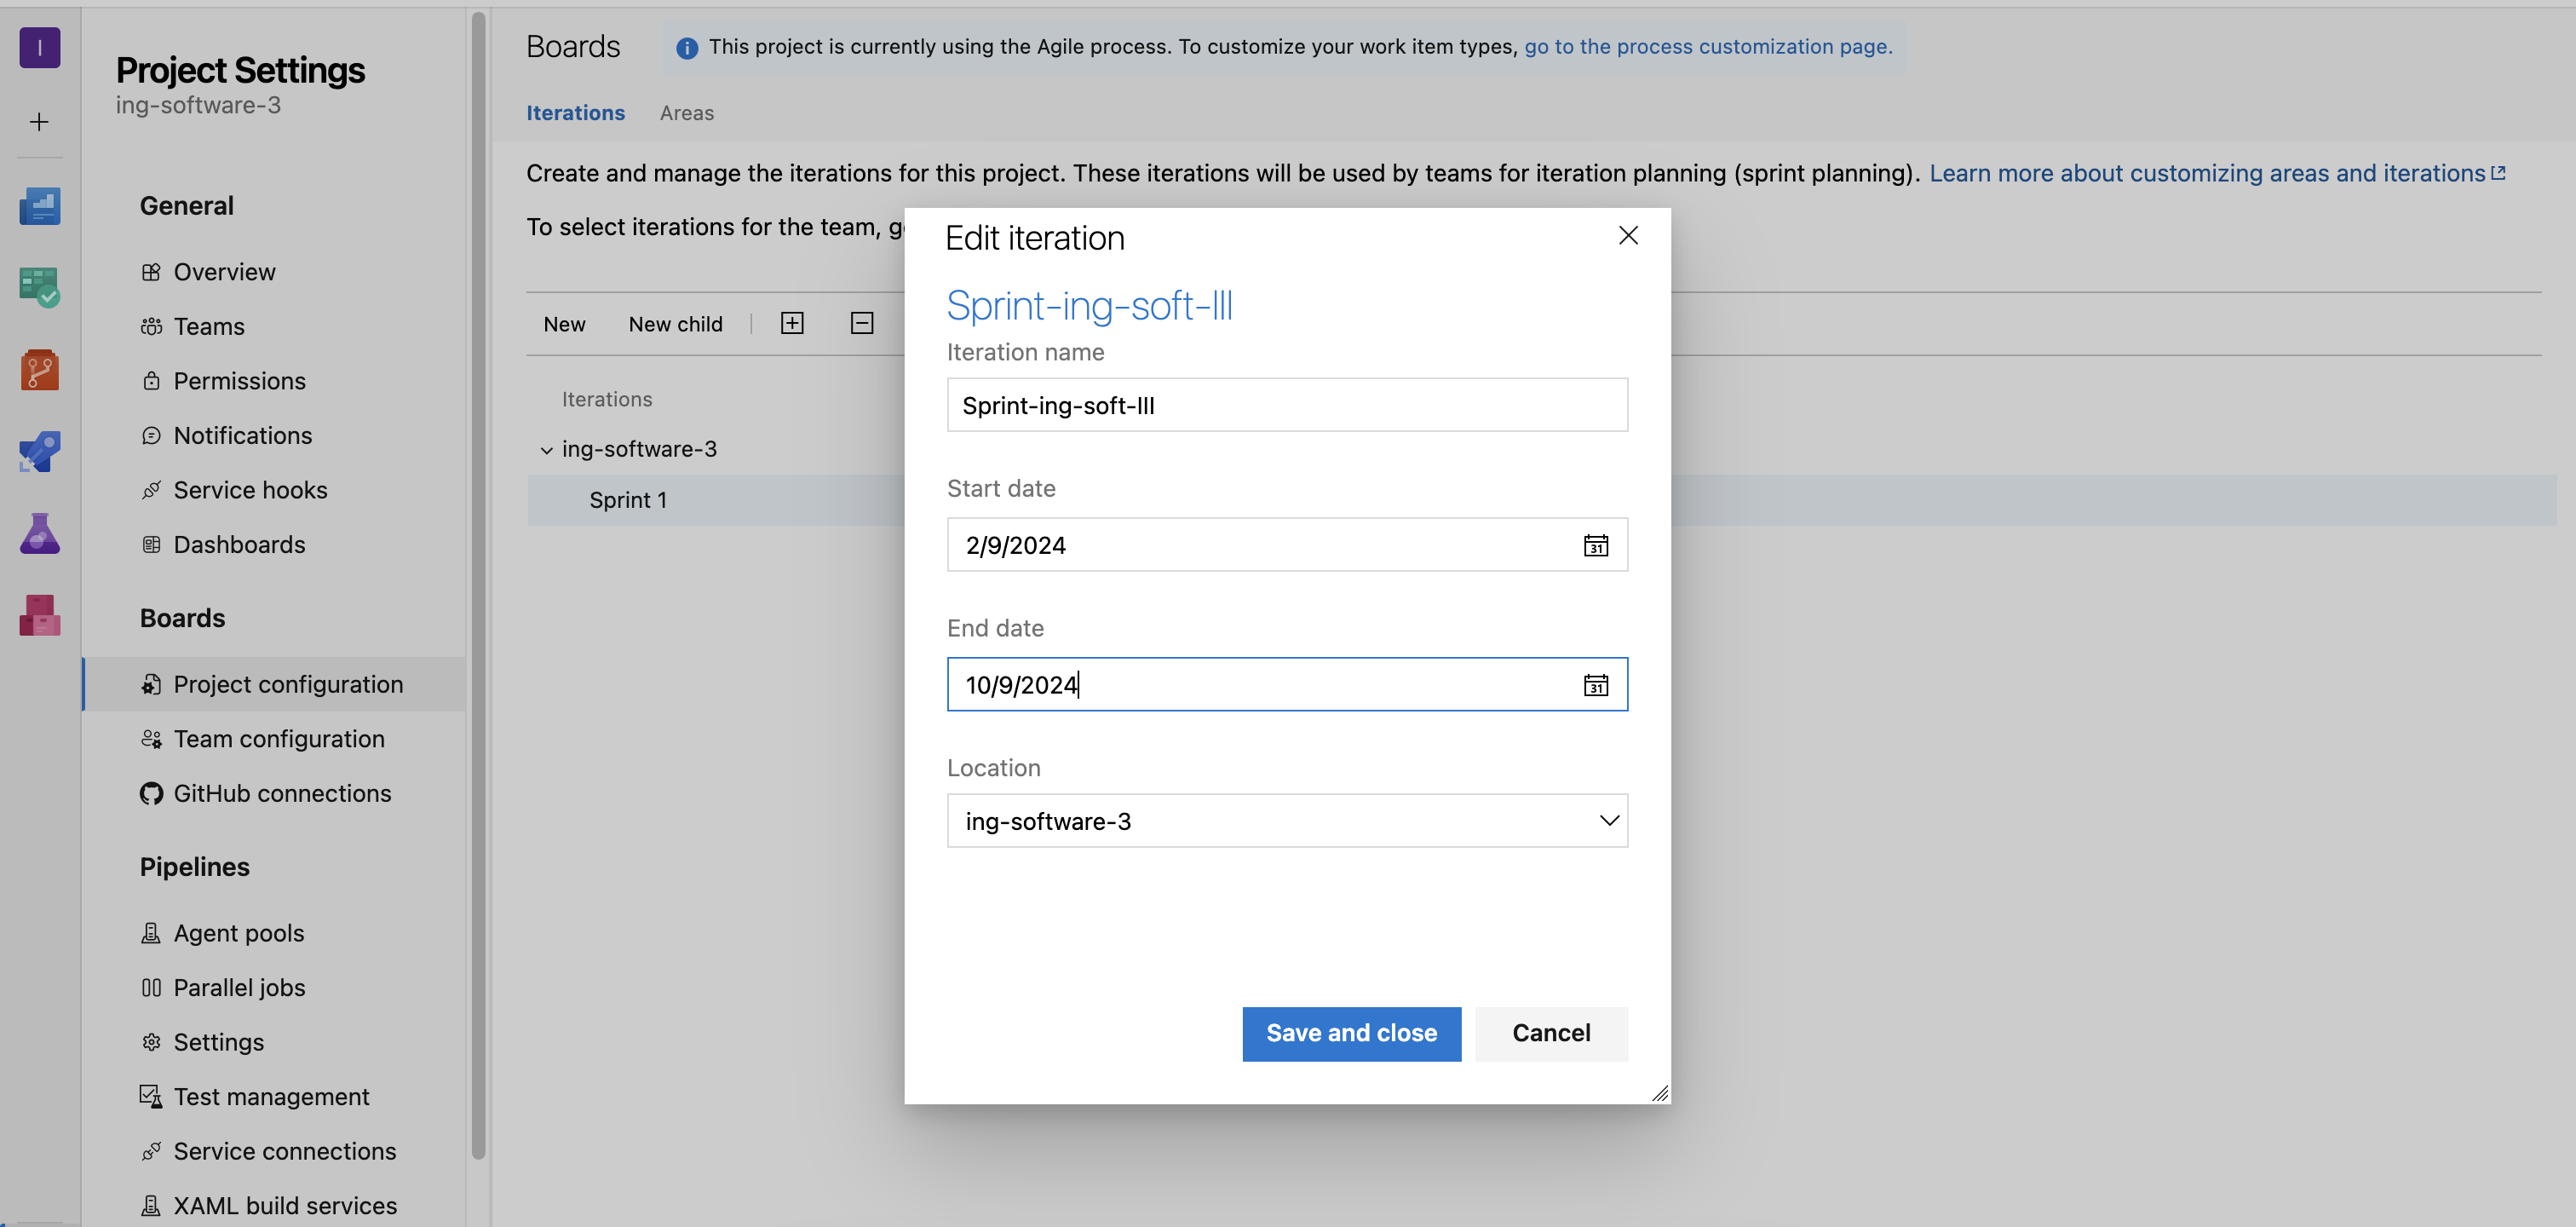 I
Project Settings
ing-software-3
General
Overview
Teams
Permissions
Notifications
Service hooks
Dashboards
Boards
Project configuration
Team configuration
GitHub connections
Pipelines
Agent pools
Parallel jobs
Settings
Test management
Service connections
XAML build services
Boards
This project is currently using the Agile process. To customize your work item types, go to the process customization page.
Iterations Areas
Create and manage the iterations for this project. These iterations will be used by teams for iteration planning (sprint planning). Learn more about customizing areas and iterations
To select iterations for the team,
New New child
Iterations
ing-software-3
Sprint 1
Edit iteration
Sprint-ing-soft-III
Iteration name
Sprint-ing-soft-III
Start date
2/9/2024
31
End date
10/9/2024
31
Location
ing-software-3
Save and close Cancel